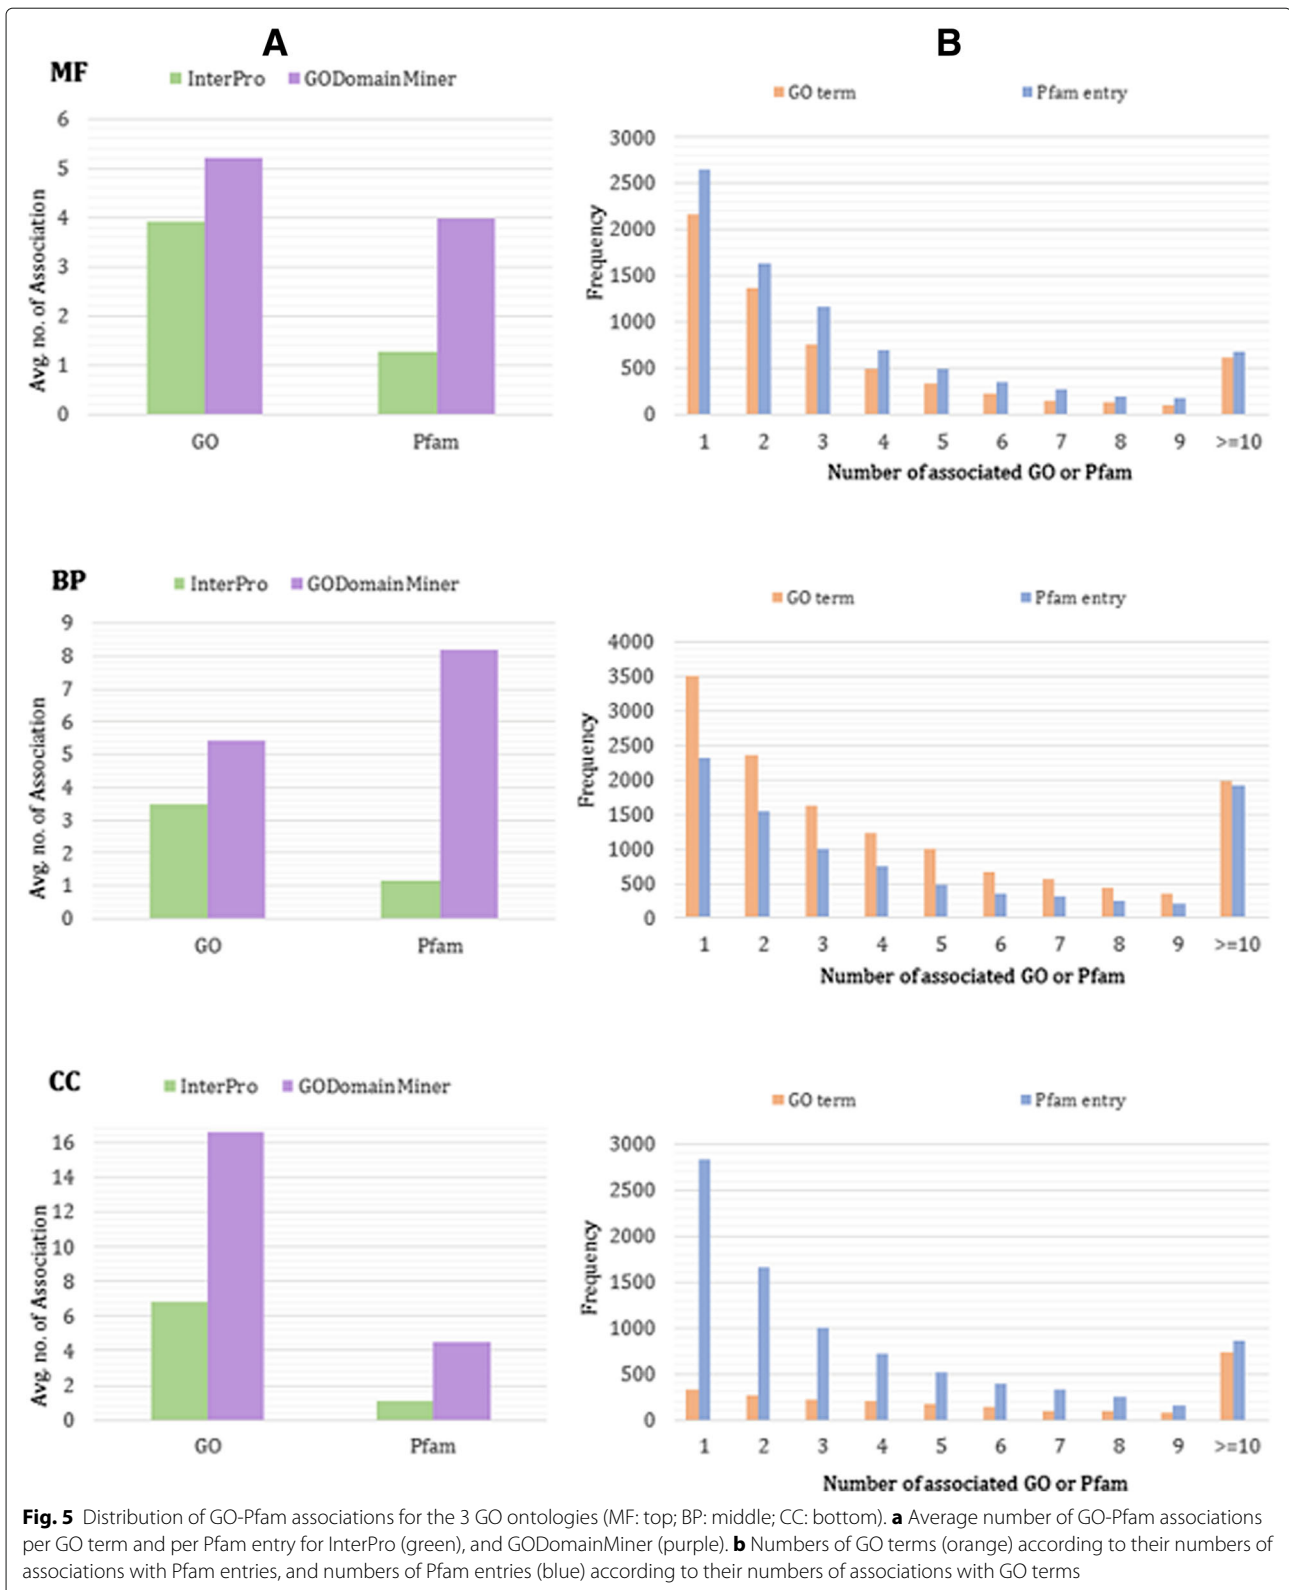 A
B
MF
InterPro GODomainMiner
GO term Pfam entry
6
5
4
3
2
1
0
Avg. no. of Association
GO Pfam
3000
2500
2000
1500
1000
500
0
Frequency
1 2 3 4 5 6 7 8 9 >=10
Number of associated GO or Pfam
BP
InterPro GODomainMiner
GO term Pfam entry
9
8
7
6
5
4
3
2
1
0
Avg. no. of Association
GO Pfam
4000
3500
3000
2500
2000
1500
1000
500
0
Frequency
1 2 3 4 5 6 7 8 9 >=10
Number of associated GO or Pfam
CC
InterPro GODomainMiner
GO term Pfam entry
16
14
12
10
8
6
4
2
0
Avg. no. of Association
GO Pfam
3000
2500
2000
1500
1000
500
0
Frequency
1 2 3 4 5 6 7 8 9 >=10
Number of associated GO or Pfam
Fig. 5 Distribution of GO-Pfam associations for the 3 GO ontologies (MF: top; BP: middle; CC: bottom). a Average number of GO-Pfam associations
per GO term and per Pfam entry for InterPro (green), and GODomainMiner (purple). b Numbers of GO terms (orange) according to their numbers of
associations with Pfam entries, and numbers of Pfam entries (blue) according to their numbers of associations with GO terms